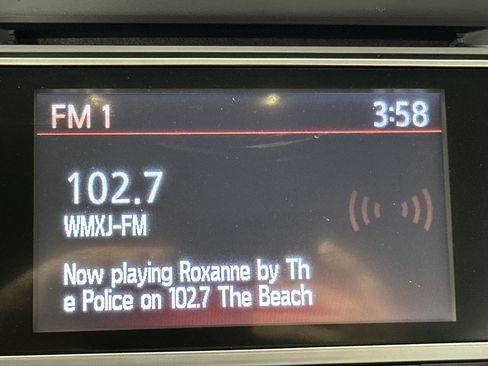 FM 1 3:58
102.7
WMXJ-FM
Now playing Roxanne by Th
e Police on 102.7 The Beach